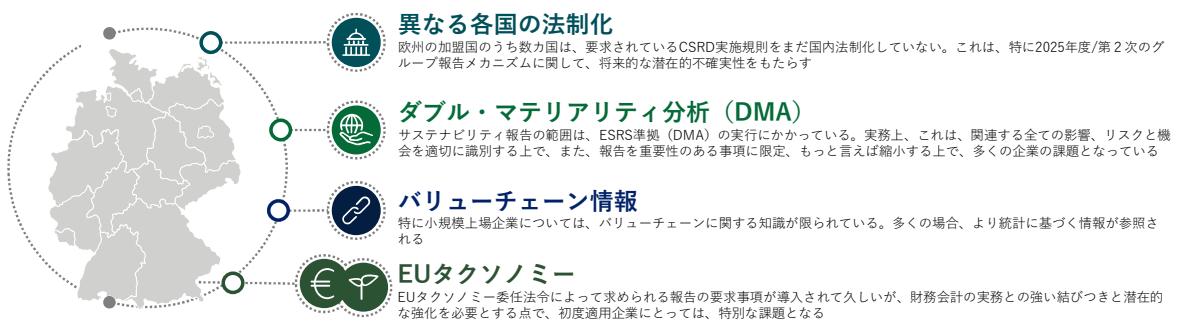 異なる各国の法制化
欧州の加盟国のうち数カ国は、要求されているCSRD実施規則をまだ国内法制化していない。これは、特に2025年度/第２次のグ
ループ報告メカニズムに関して、将来的な潜在的不確実性をもたらす
ダブル・マテリアリティ分析（DMA）
サステナビリティ報告の範囲は、ESRS準拠（DMA）の実行にかかっている。実務上、これは、関連する全ての影響、リスクと機
会を適切に識別する上で、また、報告を重要性のある事項に限定、もっと言えば縮小する上で、多くの企業の課題となっている
バリューチェーン情報
特に小規模上場企業については、バリューチェーンに関する知識が限られている。多くの場合、より統計に基づく情報が参照さ
れる
EUタクソノミー
EUタクソノミー委任法令によって求められる報告の要求事項が導入されて久しいが、財務会計の実務との強い結びつきと潜在的
な強化を必要とする点で、初度適用企業にとっては、特別な課題となる